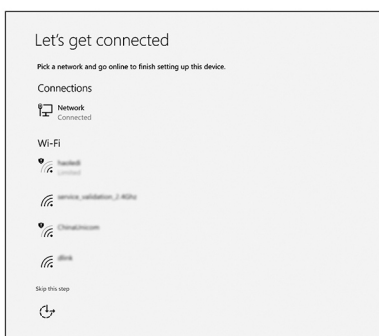 Let's get connected
Pick a network and go online to finish setting up this device.
Connections
Network
Connected
Wi-Fi
Limited
service_validation_2.4Ghz
ChinaUnicom
dlink
Skip this step